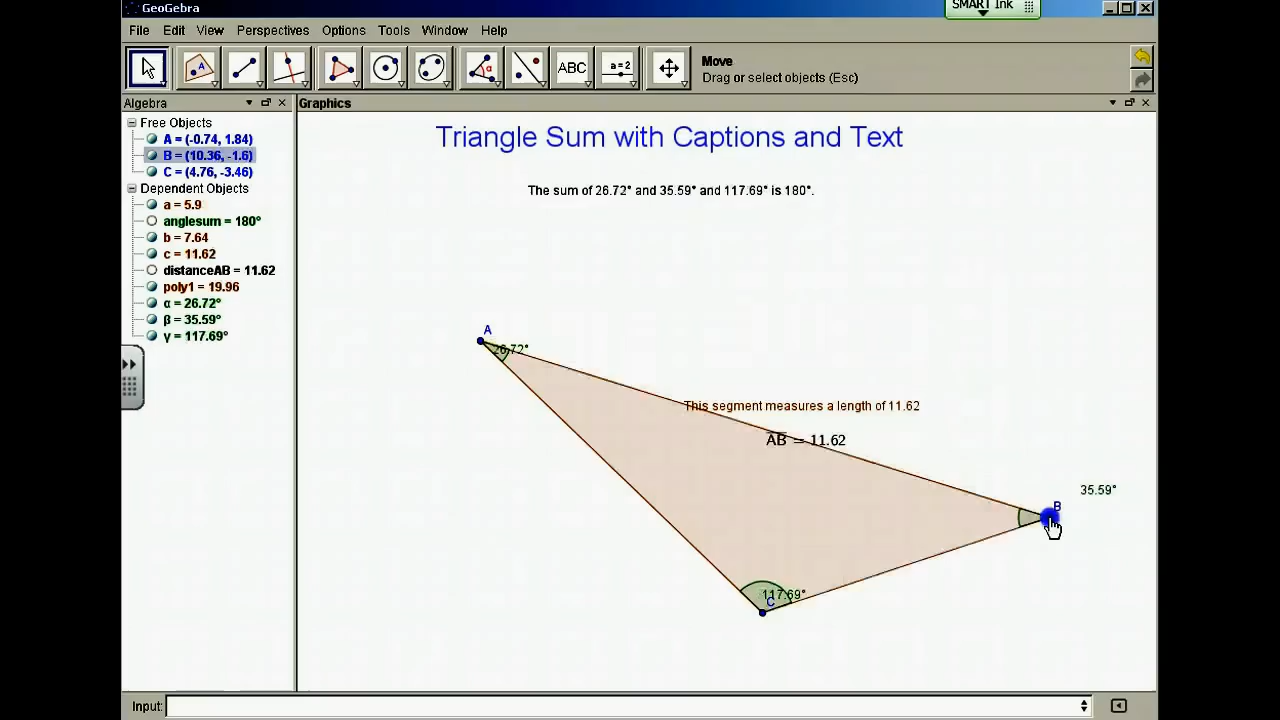 GeoGebra
SMART Ink
File Edit View Perspectives Options Tools Window Help
A
α
ABC
a=2
Move
Drag or select objects (Esc)
Algebra
Graphics
Free Objects
A = (-0.74, 1.84)
B = (10.36, -1.6)
C = (4.76, -3.46)
Dependent Objects
a = 5.9
anglesum = 180°
b = 7.64
c = 11.62
distanceAB = 11.62
poly1 = 19.96
α = 26.72°
β = 35.59°
γ = 117.69°
Triangle Sum with Captions and Text
The sum of 26.72° and 35.59° and 117.69° is 180°.
A
26.72°
This segment measures a length of 11.62
AB = 11.62
35.59°
B
117.69°
C
Input: